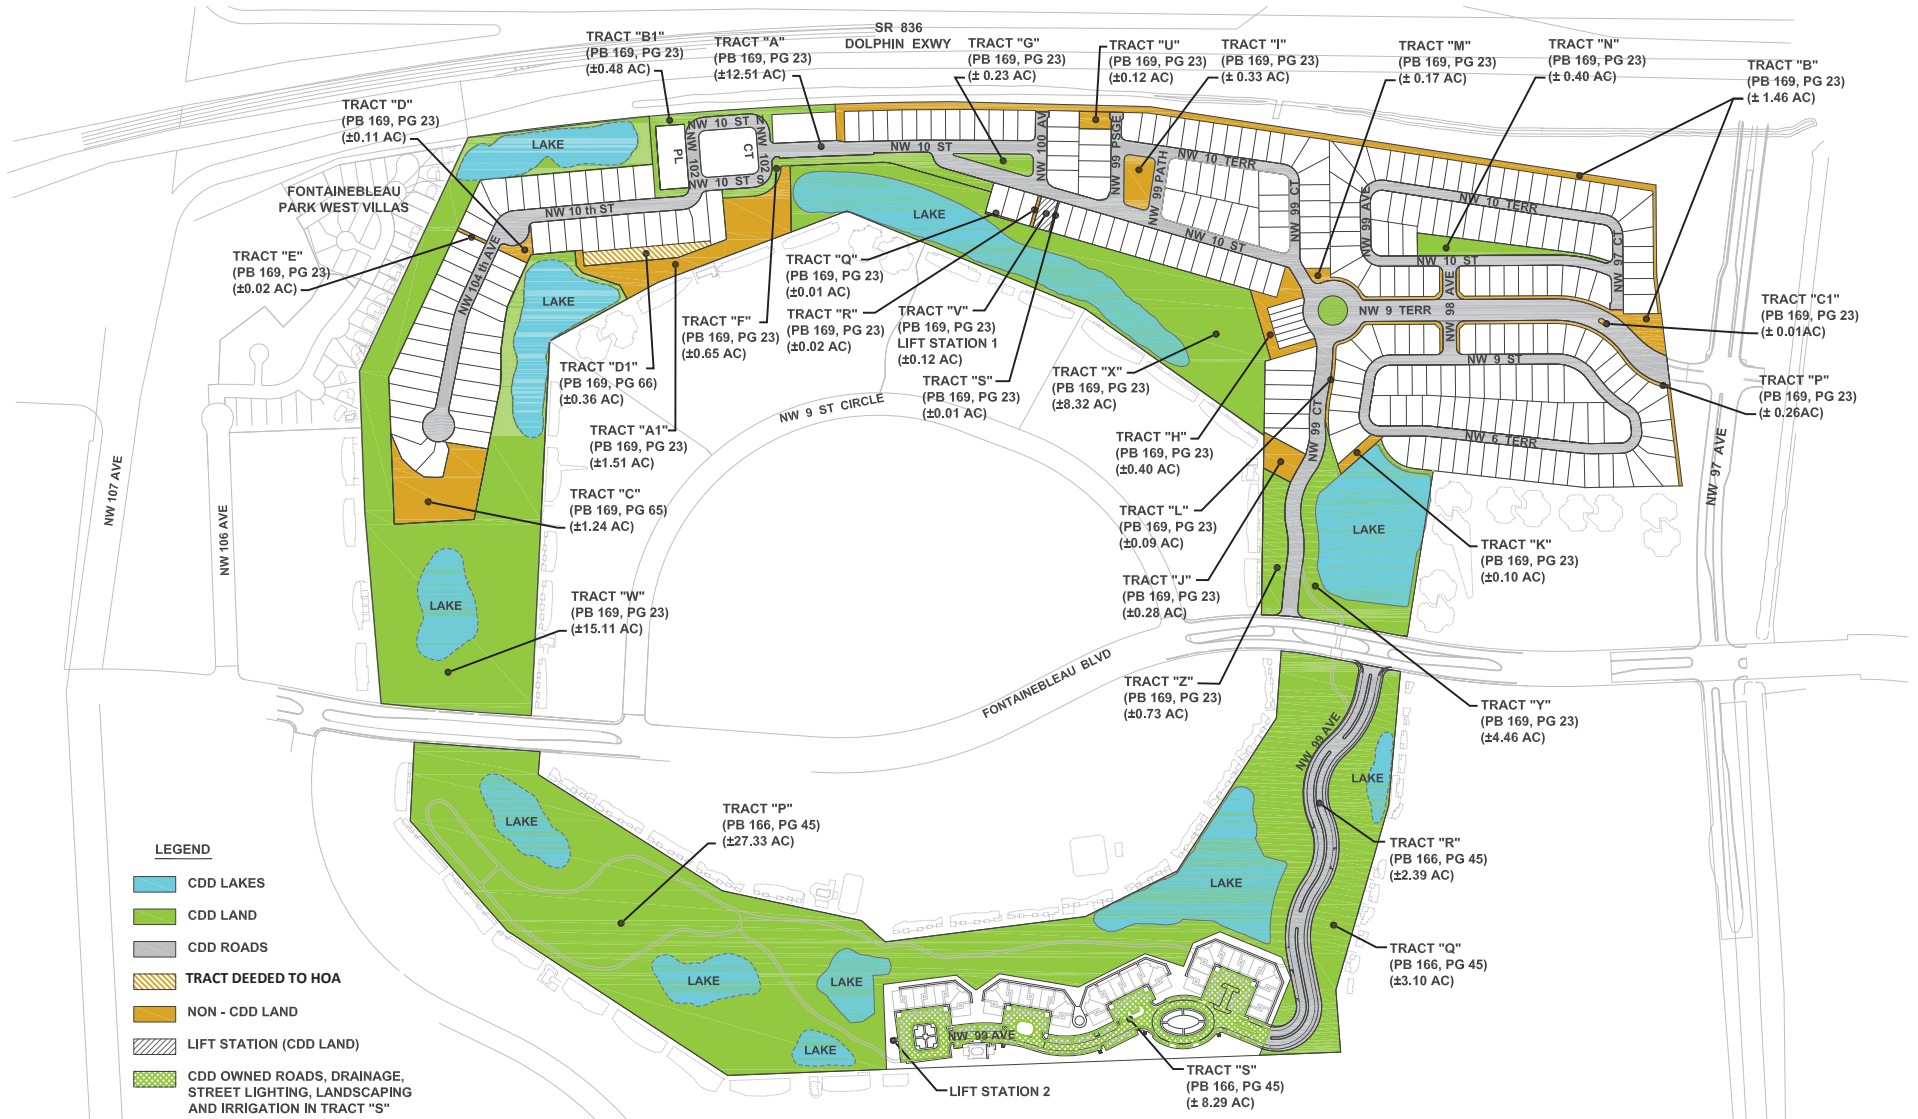 SR 836
DOLPHIN EXWY
TRACT "B1"
(PB 169, PG 23)
(±0.48 AC)
TRACT "A"
(PB 169, PG 23)
(±12.51 AC)
TRACT "G"
(PB 169, PG 23)
(± 0.23 AC)
TRACT "U"
(PB 169, PG 23)
(±0.12 AC)
TRACT "I"
(PB 169, PG 23)
(± 0.33 AC)
TRACT "M"
(PB 169, PG 23)
(± 0.17 AC)
TRACT "N"
(PB 169, PG 23)
(± 0.40 AC)
TRACT "B"
(PB 169, PG 23)
(± 1.46 AC)
TRACT "D"
(PB 169, PG 23)
(±0.11 AC)
LAKE
NW 10 ST N
PL
NW 102
CT
NW 102
NW 10 ST S
NW 10 ST
NW 100 AV
NW 99 PSGE
NW 99 PATH
NW 10 TERR
NW 99 CT
NW 99 AVE
NW 10 TERR
NW 97 CT
FONTAINEBLEAU
PARK WEST VILLAS
NW 10 th ST
LAKE
NW 10 ST
NW 10 ST
TRACT "E"
(PB 169, PG 23)
(±0.02 AC)
NW 104th AVE
LAKE
TRACT "Q"
(PB 169, PG 23)
(±0.01 AC)
TRACT "R"
(PB 169, PG 23)
(±0.02 AC)
TRACT "V"
(PB 169, PG 23)
LIFT STATION 1
(±0.12 AC)
TRACT "F"
(PB 169, PG 23)
(±0.65 AC)
NW 98 AVE
NW 9 TERR
TRACT "C1"
(PB 169, PG 23)
(± 0.01AC)
TRACT "D1"
(PB 169, PG 66)
(±0.36 AC)
TRACT "S"
(PB 169, PG 23)
(±0.01 AC)
TRACT "X"
(PB 169, PG 23)
(±8.32 AC)
NW 9 ST
TRACT "P"
(PB 169, PG 23)
(± 0.26AC)
NW 9 ST CIRCLE
NW 99 CT
NW 6 TERR
TRACT "A1"
(PB 169, PG 23)
(±1.51 AC)
TRACT "H"
(PB 169, PG 23)
(±0.40 AC)
NW 97 AVE
NW 107 AVE
NW 106 AVE
TRACT "C"
(PB 169, PG 65)
(±1.24 AC)
TRACT "L"
(PB 169, PG 23)
(±0.09 AC)
LAKE
TRACT "K"
(PB 169, PG 23)
(±0.10 AC)
TRACT "J"
(PB 169, PG 23)
(±0.28 AC)
LAKE
TRACT "W"
(PB 169, PG 23)
(±15.11 AC)
FONTAINEBLEAU BLVD
TRACT "Z"
(PB 169, PG 23)
(±0.73 AC)
TRACT "Y"
(PB 169, PG 23)
(±4.46 AC)
NW 99 AVE
LAKE
LAKE
TRACT "P"
(PB 166, PG 45)
(±27.33 AC)
TRACT "R"
(PB 166, PG 45)
(±2.39 AC)
LAKE
TRACT "Q"
(PB 166, PG 45)
(±3.10 AC)
LAKE
LAKE
LAKE
NW 99 AVE
LIFT STATION 2
TRACT "S"
(PB 166, PG 45)
(± 8.29 AC)
LEGEND
CDD LAKES
CDD LAND
CDD ROADS
TRACT DEEDED TO HOA
NON - CDD LAND
LIFT STATION (CDD LAND)
CDD OWNED ROADS, DRAINAGE,
STREET LIGHTING, LANDSCAPING
AND IRRIGATION IN TRACT "S"